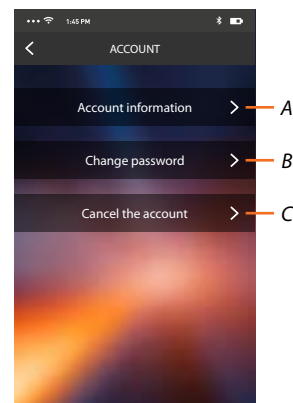 1:45 PM
ACCOUNT
Account information A
Change password B
Cancel the account C